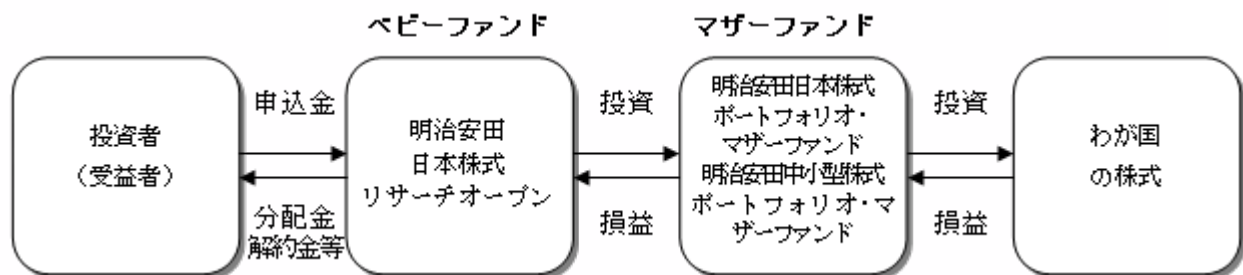 ベビーファンド
マザーファンド
投資者
（受益者）
申込金
分配金
解約金等
明治安田
日本株式
リサーチオープン
投資
損益
明治安田日本株式
ポートフォリオ・
マザーファンド
明治安田中小型株式
ポートフォリオ・マ
ザーファンド
投資
損益
わが国
の株式